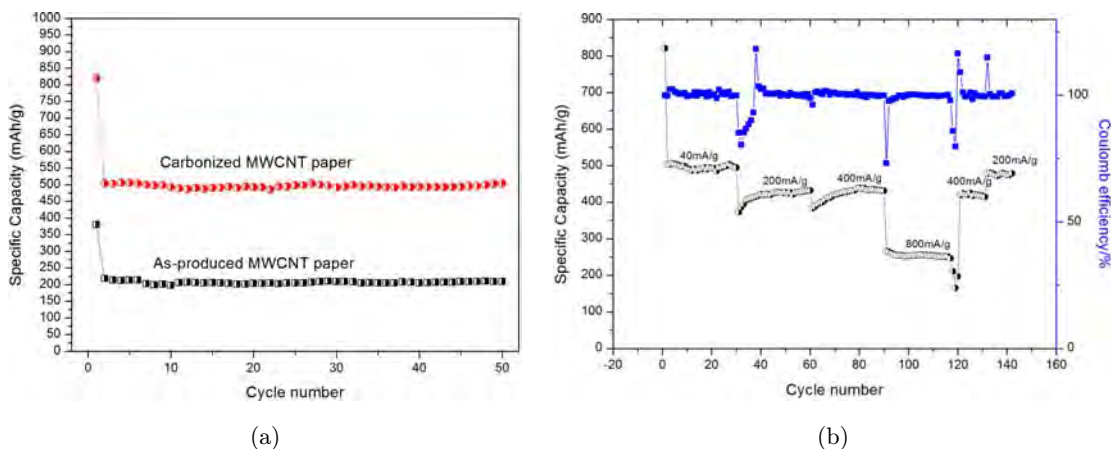 1000
950
900
850
800
750
700
650
600
550
500
450
400
350
300
250
200
150
100
50
0
Specific Capacity (mAh/g)
Carbonized MWCNT paper
As-produced MWCNT paper
0 10 20 30 40 50
Cycle number
(a)
900
800
700
600
500
400
300
200
100
0
Specific Capacity (mAh/g)
40mA/g
200mA/g
400mA/g
800mA/g
400mA/g
200mA/g
100
50
0
Coulomb efficiency/%
-20 0 20 40 60 80 100 120 140 160
Cycle number
(b)